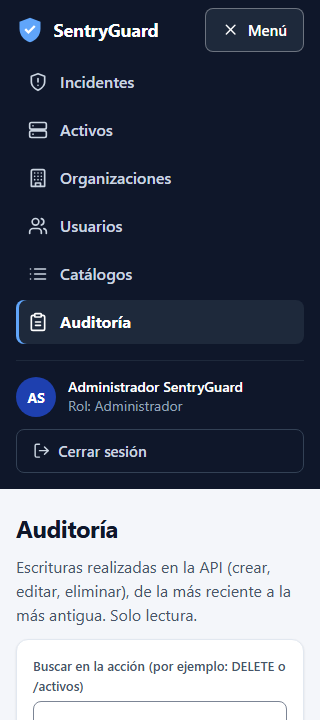 SentryGuard
Menú
Incidentes
Activos
Organizaciones
Usuarios
Catálogos
Auditoría
AS
Administrador SentryGuard
Rol: Administrador
Cerrar sesión
Auditoría
Escrituras realizadas en la API (crear,
editar, eliminar), de la más reciente a la
más antigua. Solo lectura.
Buscar en la acción (por ejemplo: DELETE o
/activos)